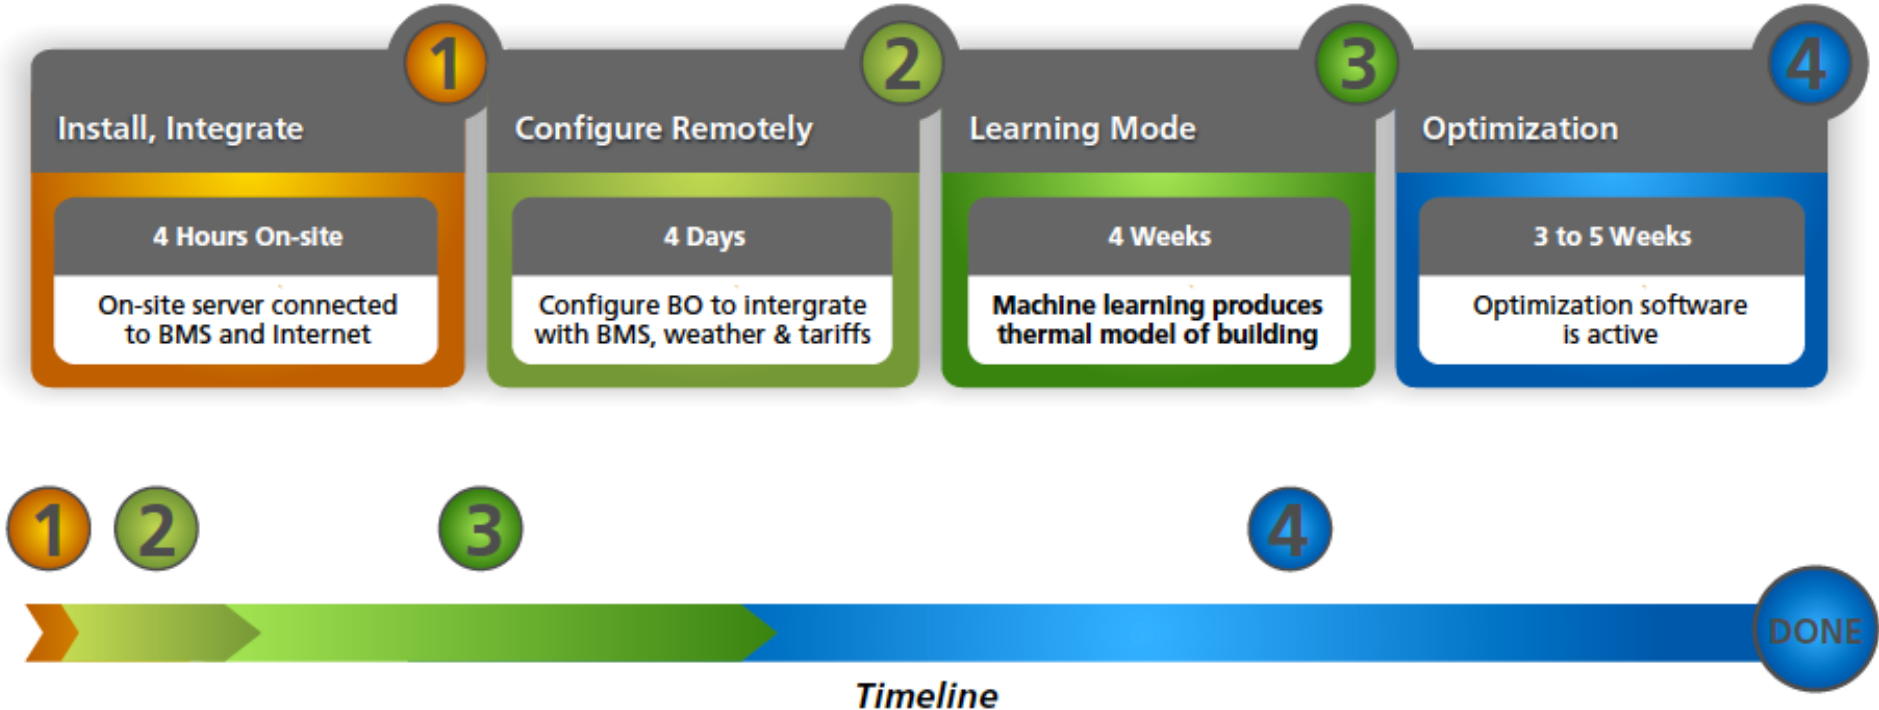 1
Install, Integrate
4 Hours On-site
On-site server connected
to BMS and Internet
2
Configure Remotely
4 Days
Configure BO to intergrate
with BMS, weather & tariffs
3
Learning Mode
4 Weeks
Machine learning produces
thermal model of building
4
Optimization
3 to 5 Weeks
Optimization software
is active
1
2
3
4
DONE
Timeline